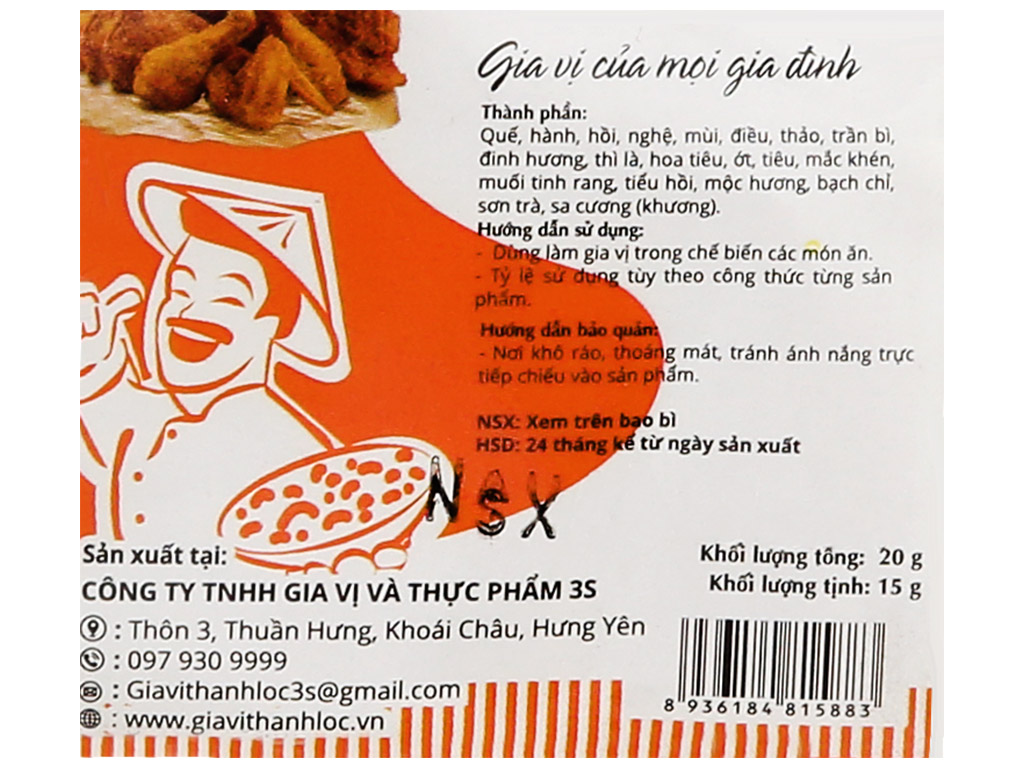 Gia vị của mọi gia đình
Thành phần:
Quế, hành, hồi, nghệ, mùi, điều, thảo, trần bì,
đinh hương, thì là, hoa tiêu, ớt, tiêu, mắc khén,
muối tinh rang, tiểu hồi, mộc hương, bạch chỉ,
sơn trà, sa cương (khương).
Hướng dẫn sử dụng:
- Dùng làm gia vị trong chế biến các món ăn.
- Tỷ lệ sử dụng tùy theo công thức từng sản
phẩm.
Hướng dẫn bảo quản:
- Nơi khô ráo, thoáng mát, tránh ánh nắng trực
tiếp chiếu vào sản phẩm.
NSX: Xem trên bao bì
HSD: 24 tháng kể từ ngày sản xuất
NSX
Sản xuất tại:
CÔNG TY TNHH GIA VỊ VÀ THỰC PHẨM 3S
: Thôn 3, Thuần Hưng, Khoái Châu, Hưng Yên
: 097 930 9999
: Giavithanhloc3s@gmail.com
: www.giavithanhloc.vn
Khối lượng tổng: 20 g
Khối lượng tịnh: 15 g
8 936184 815883